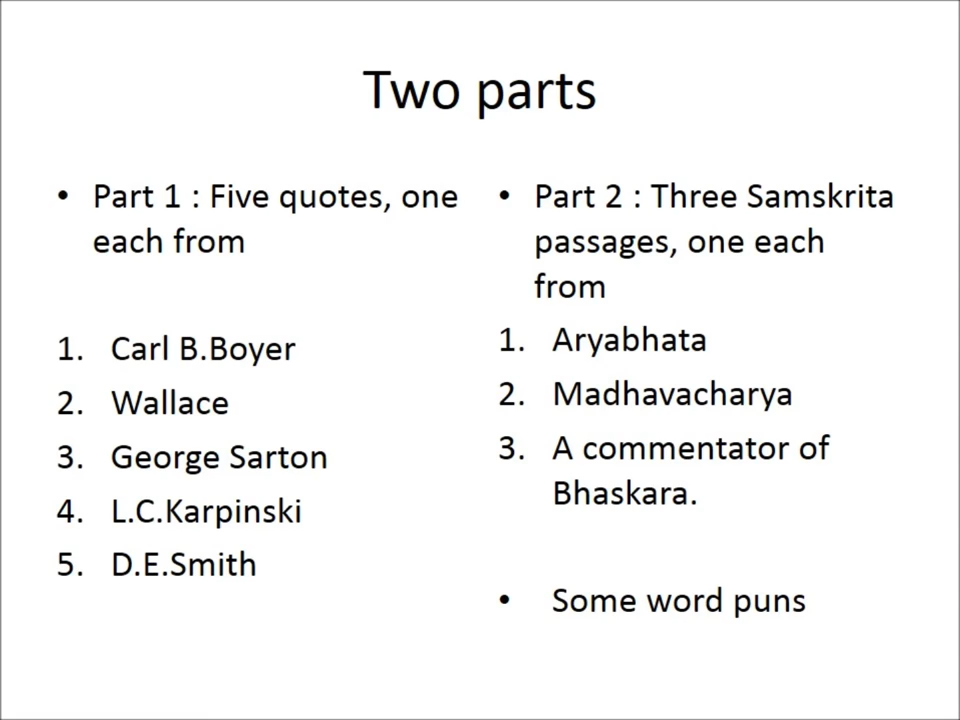 Two parts
• Part 1 : Five quotes, one
each from
1. Carl B.Boyer
2. Wallace
3. George Sarton
4. L.C.Karpinski
5. D.E.Smith
• Part 2 : Three Samskrita
passages, one each
from
1. Aryabhata
2. Madhavacharya
3. A commentator of
Bhaskara.
• Some word puns